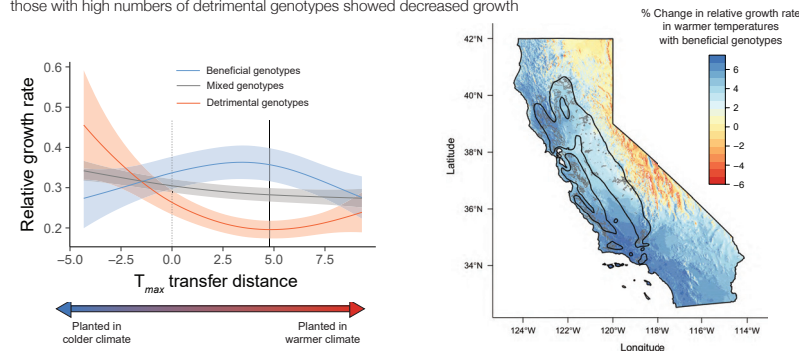 those with high numbers of detrimental genotypes showed decreased growth
Relative growth rate
0.6
0.5
0.4
0.3
0.2
Beneficial genotypes
Mixed genotypes
Detrimental genotypes
−5.0
−2.5
0.0
2.5
5.0
7.5
Tmax transfer distance
Planted in
colder climate
Planted in
warmer climate
% Change in relative growth rate
in warmer temperatures
with beneficial genotypes
6
4
2
0
−2
−4
−6
Latitude
42°N
40°N
38°N
36°N
34°N
124°W
122°W
120°W
118°W
116°W
114°W
Longitude